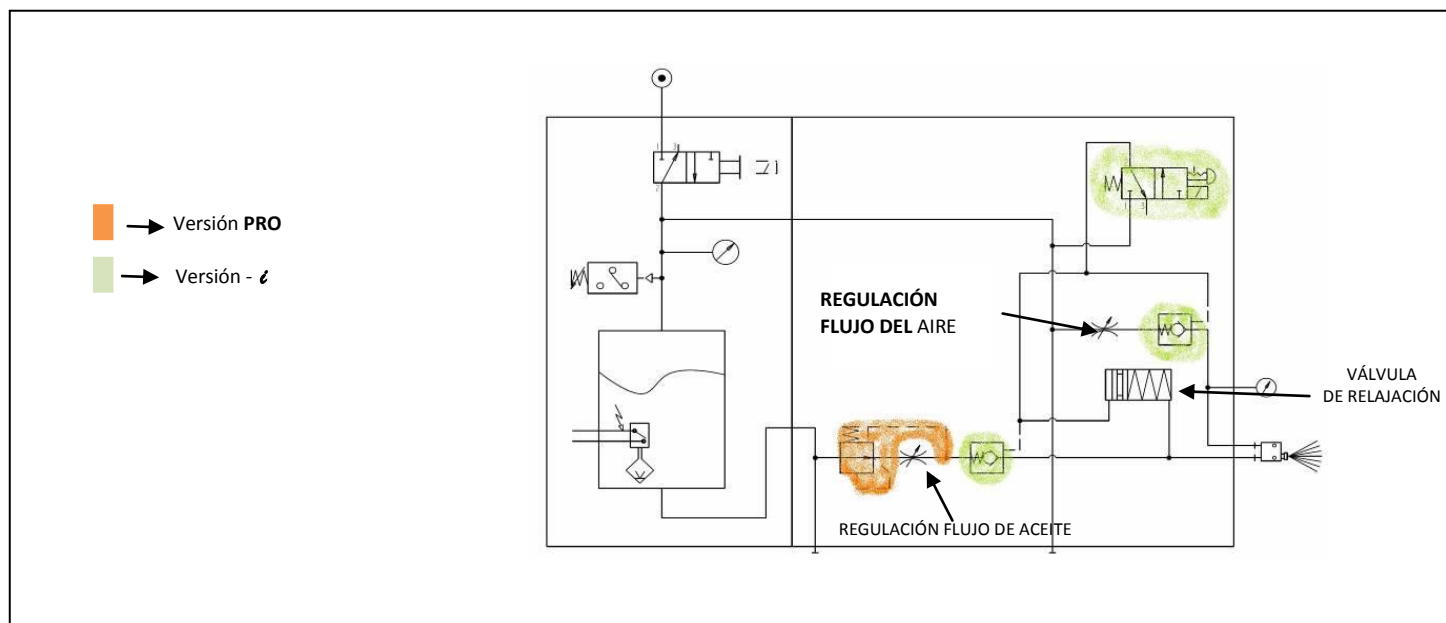 Versión PRO
Versión - i
REGULACIÓN
FLUJO DEL AIRE
VÁLVULA
DE RELAJACIÓN
REGULACIÓN FLUJO DE ACEITE